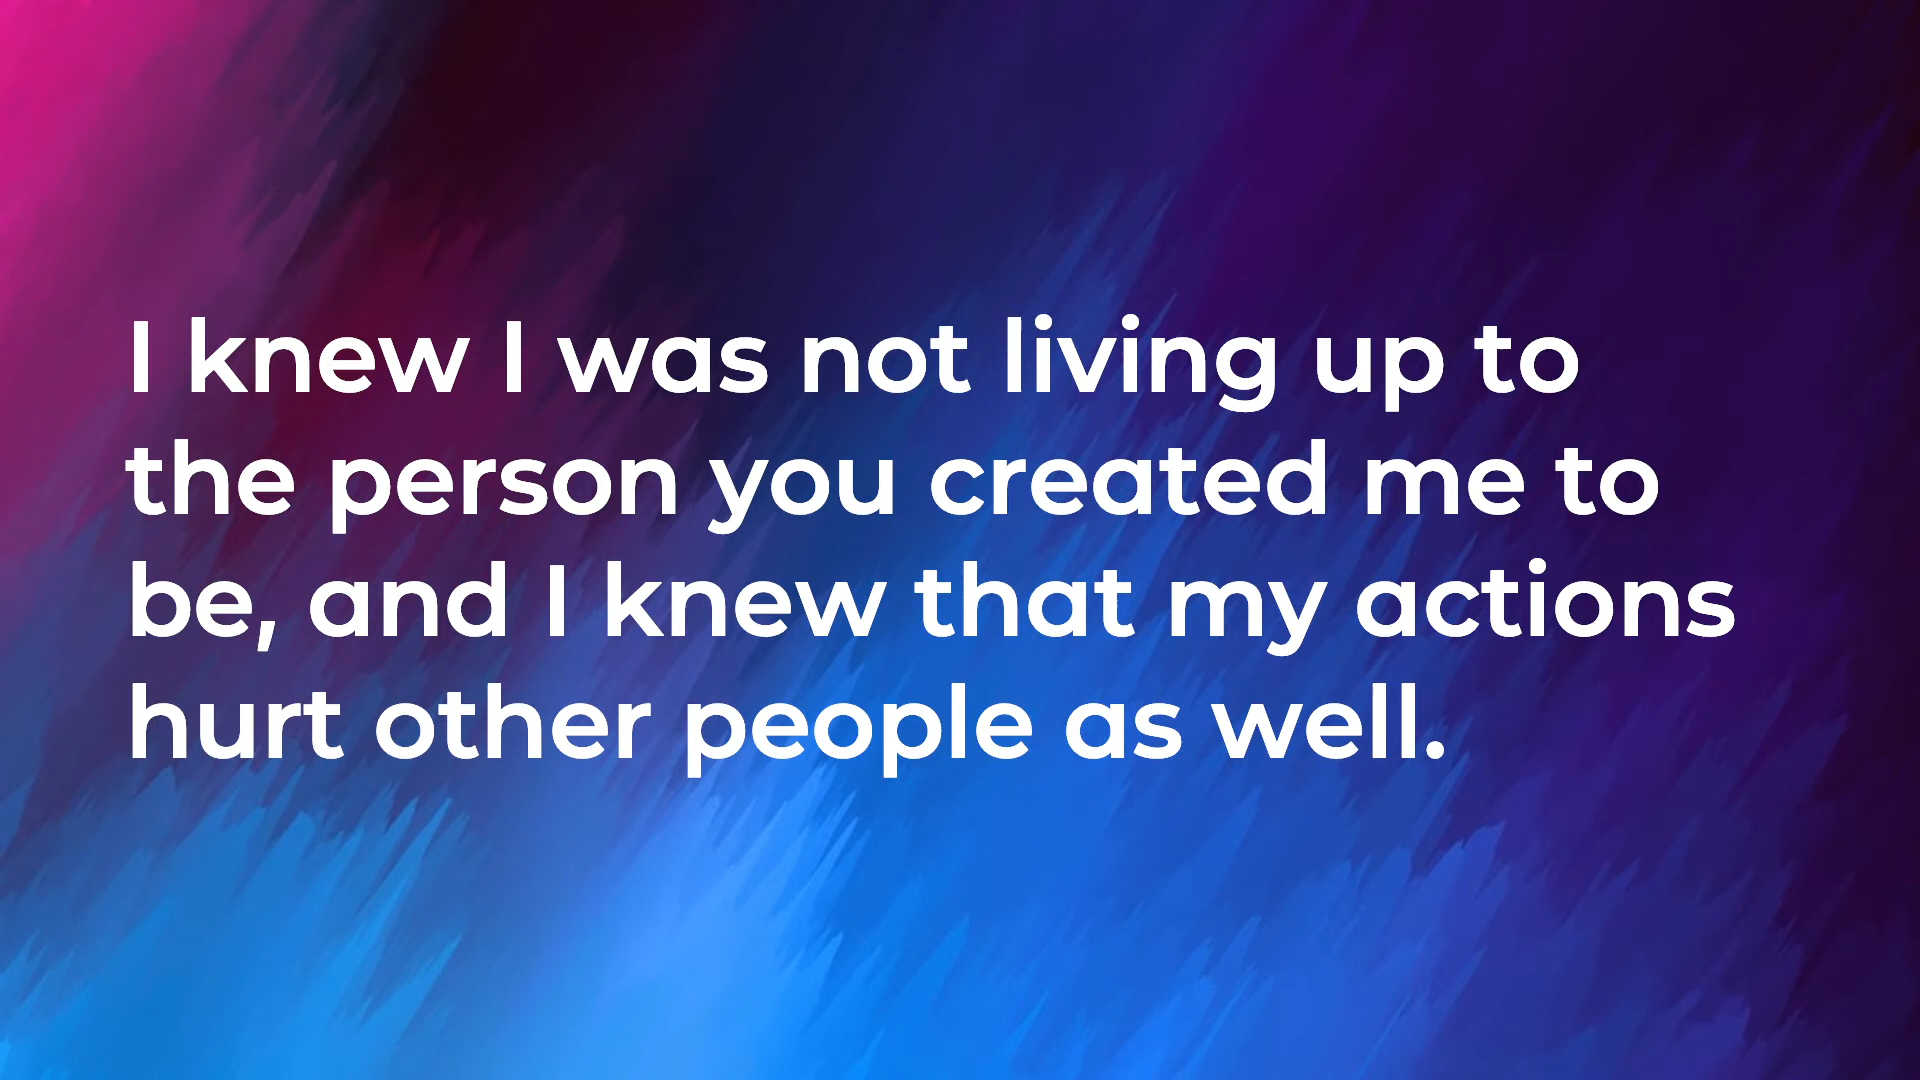 I knew I was not living up to
the person you created me to
be, and I knew that my actions
hurt other people as well.